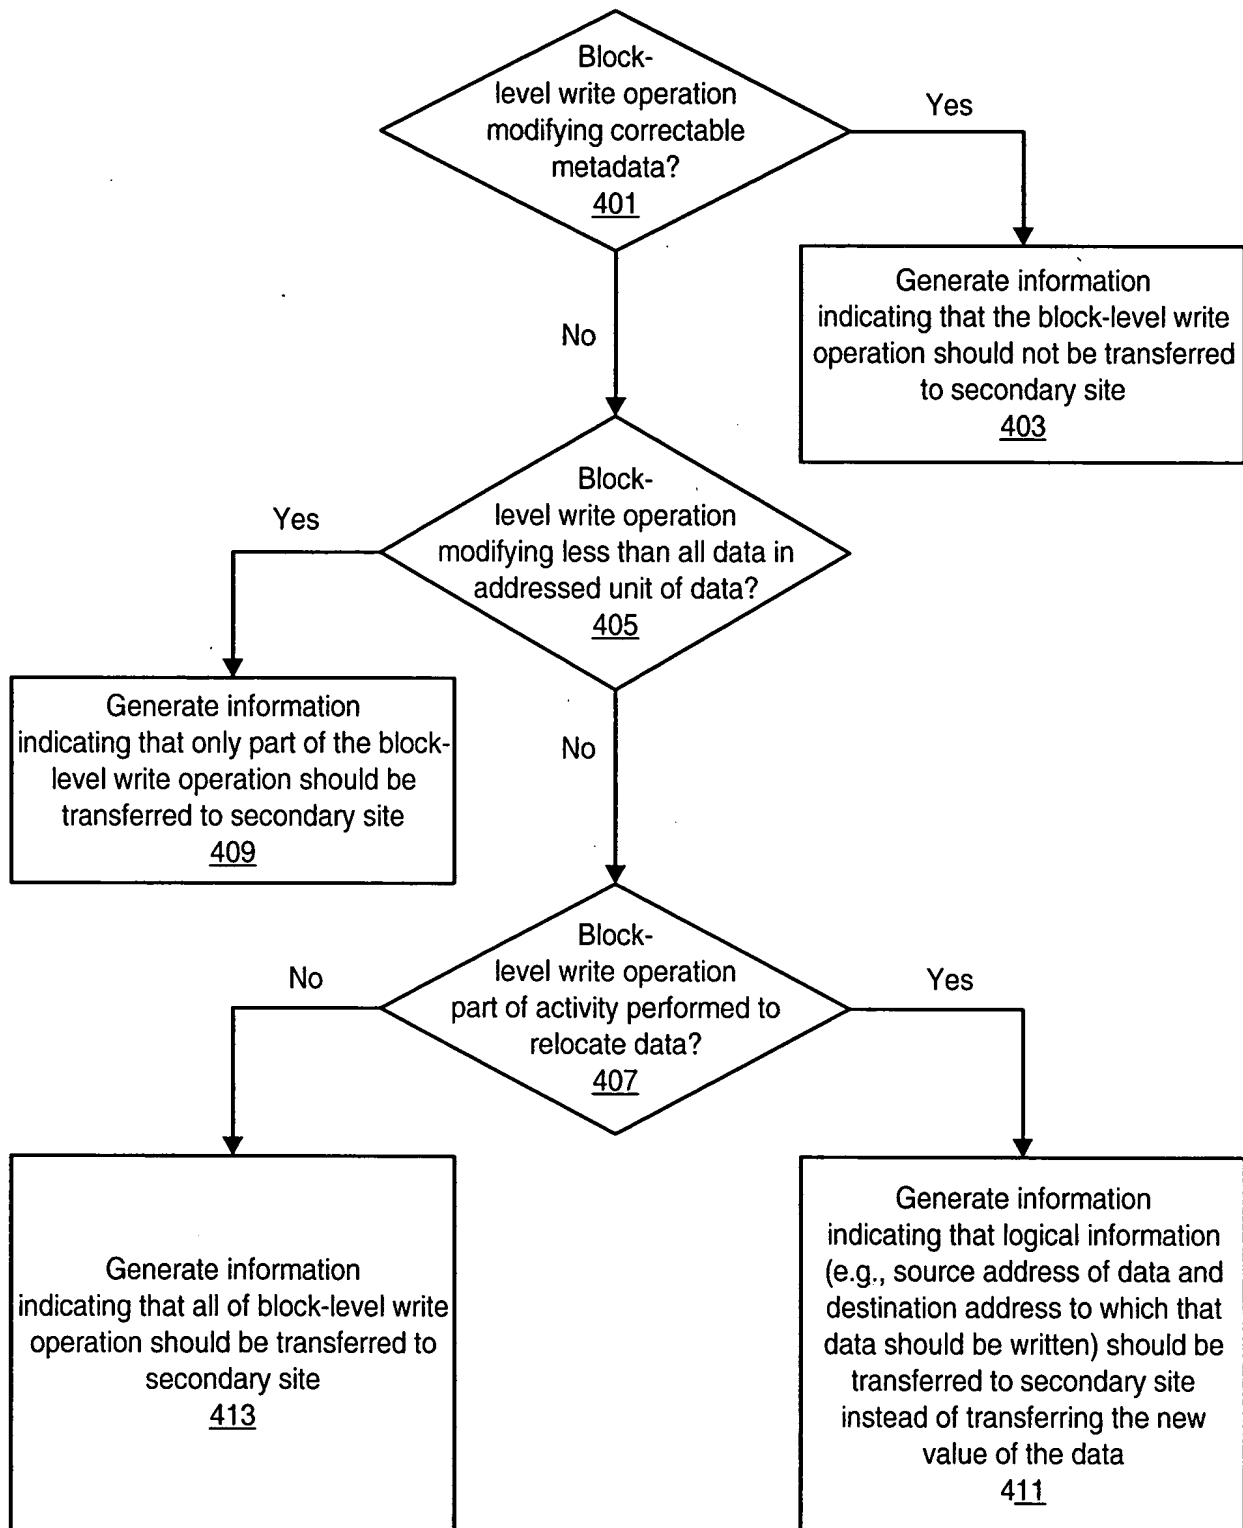 Block-
level write operation
modifying correctable
metadata?
401
Yes
No
Generate information
indicating that the block-level write
operation should not be transferred
to secondary site
403
Block-
level write operation
modifying less than all data in
addressed unit of data?
405
Yes
No
Generate information
indicating that only part of the block-
level write operation should be
transferred to secondary site
409
Block-
level write operation
part of activity performed to
relocate data?
407
No
Yes
Generate information
indicating that all of block-level write
operation should be transferred to
secondary site
413
Generate information
indicating that logical information
(e.g., source address of data and
destination address to which that
data should be written) should be
transferred to secondary site
instead of transferring the new
value of the data
411